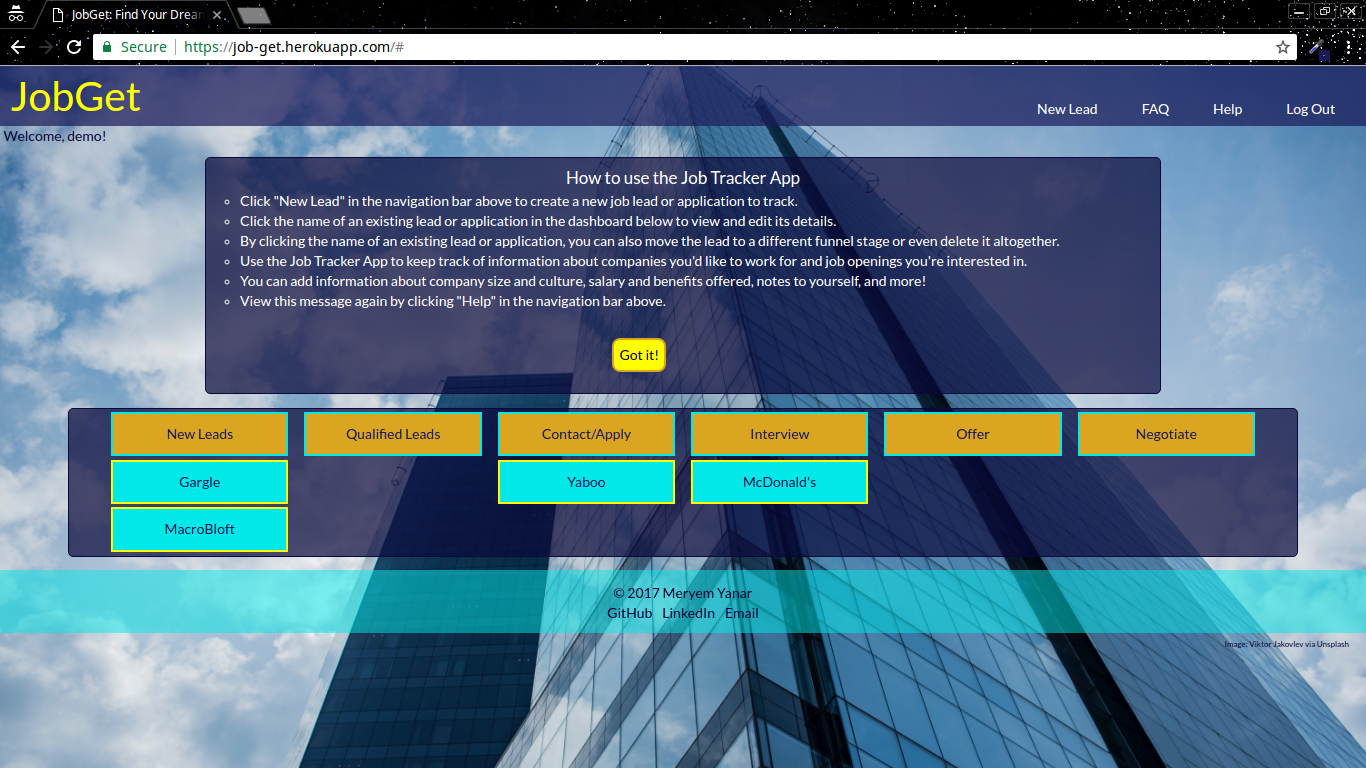 JobGet: Find Your Drea
Secure
https://job-get.herokuapp.com/#
JobGet
New Lead FAQ Help Log Out
Welcome, demo!
How to use the Job Tracker App
Click "New Lead" in the navigation bar above to create a new job lead or application to track.
Click the name of an existing lead or application in the dashboard below to view and edit its details.
By clicking the name of an existing lead or application, you can also move the lead to a different funnel stage or even delete it altogether.
Use the Job Tracker App to keep track of information about companies you'd like to work for and job openings you're interested in.
You can add information about company size and culture, salary and benefits offered, notes to yourself, and more!
View this message again by clicking "Help" in the navigation bar above.
Got it!
New Leads Qualified Leads Contact/Apply Interview Offer Negotiate
Gargle Yaboo McDonald's
MacroBloft
© 2017 Meryem Yanar
GitHub LinkedIn Email
Image: Viktor Jakovlev via Unsplash